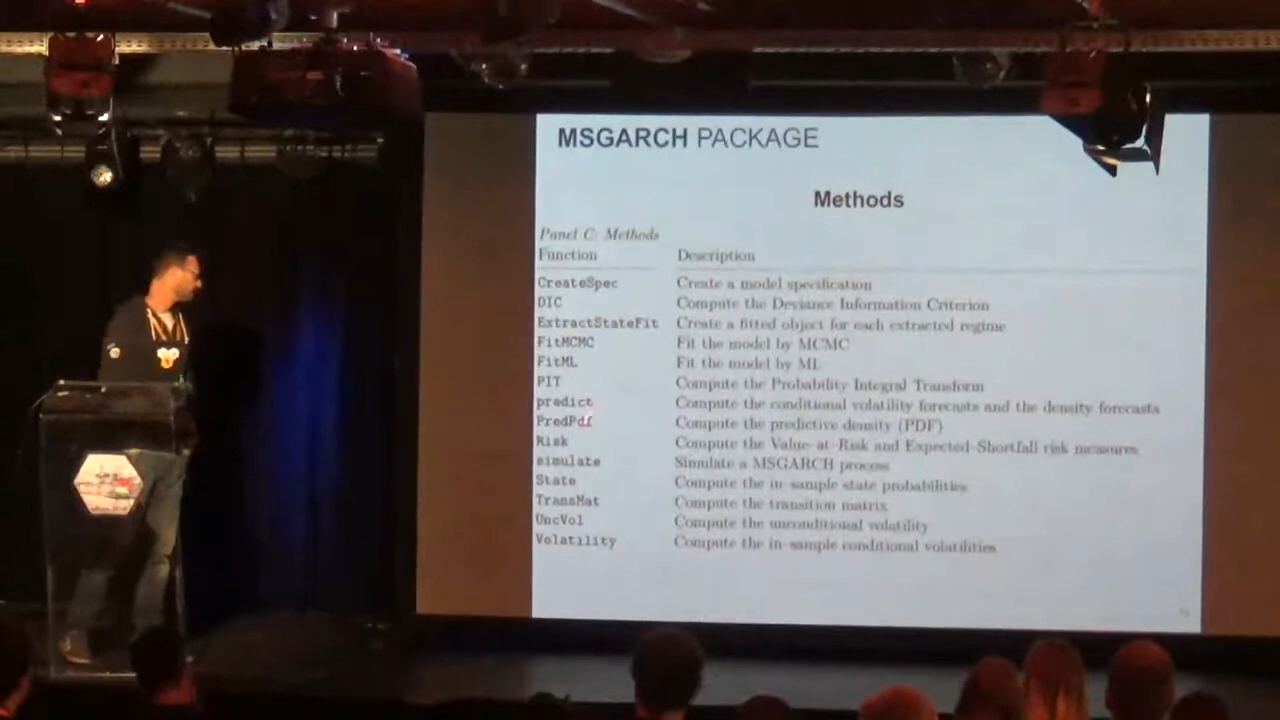 MSGARCH PACKAGE
Methods
Panel C: Methods
Function Description
CreateSpec Create a model specification
DIC Compute the Deviance Information Criterion
ExtractStateFit Create a fitted object for each extracted regime
FitMCMC Fit the model by MCMC
FitML Fit the model by ML
PIT Compute the Probability Integral Transform
predict Compute the conditional volatility forecasts and the density forecasts
PredPdf Compute the predictive density (PDF)
Risk Compute the Value-at-Risk and Expected-Shortfall risk measures
simulate Simulate a MSGARCH process
State Compute the in-sample state probabilities
TransMat Compute the transition matrix
UncVol Compute the unconditional volatility
Volatility Compute the in-sample conditional volatilities